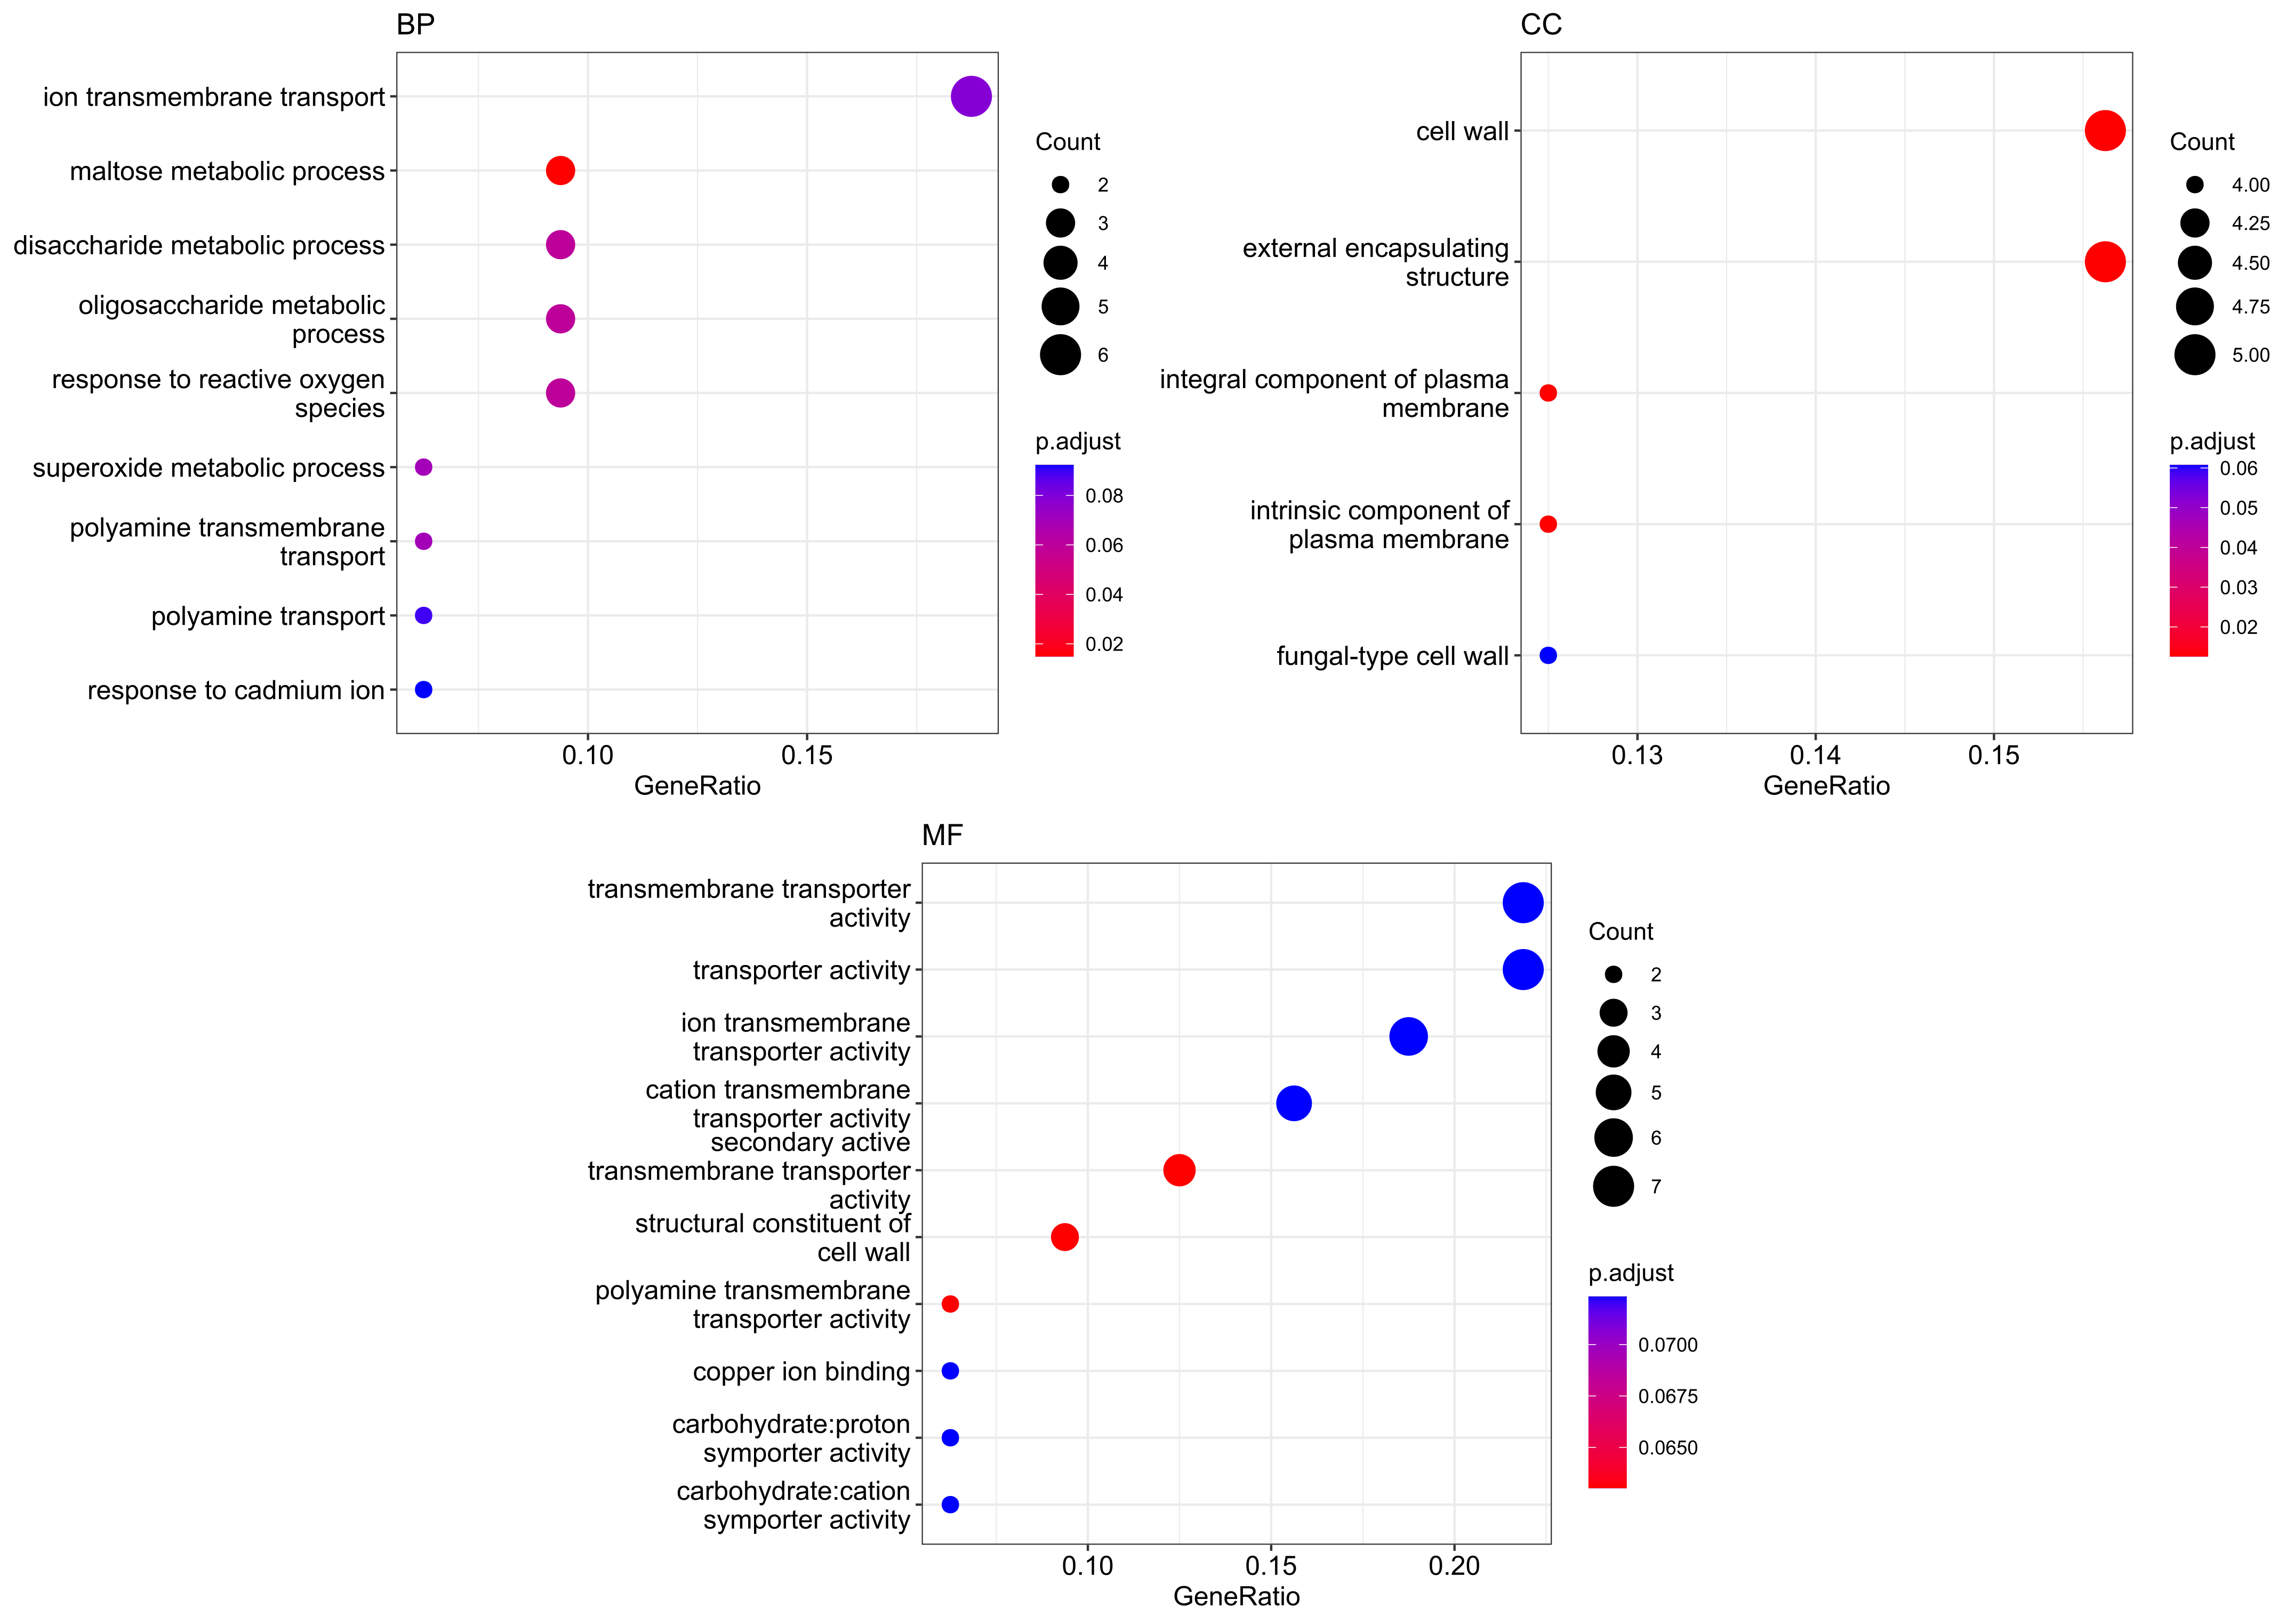 BP
ion transmembrane transport
maltose metabolic process
disaccharide metabolic process
oligosaccharide metabolic
process
response to reactive oxygen
species
superoxide metabolic process
polyamine transmembrane
transport
polyamine transport
response to cadmium ion
0.10
0.15
GeneRatio
Count
2
3
4
5
6
p.adjust
0.08
0.06
0.04
0.02
CC
cell wall
external encapsulating
structure
integral component of plasma
membrane
intrinsic component of
plasma membrane
fungal-type cell wall
0.13
0.14
0.15
GeneRatio
Count
4.00
4.25
4.50
4.75
5.00
p.adjust
0.06
0.05
0.04
0.03
0.02
MF
transmembrane transporter
activity
transporter activity
ion transmembrane
transporter activity
cation transmembrane
transporter activity
secondary active
transmembrane transporter
activity
structural constituent of
cell wall
polyamine transmembrane
transporter activity
copper ion binding
carbohydrate:proton
symporter activity
carbohydrate:cation
symporter activity
0.10
0.15
0.20
GeneRatio
Count
2
3
4
5
6
7
p.adjust
0.0700
0.0675
0.0650